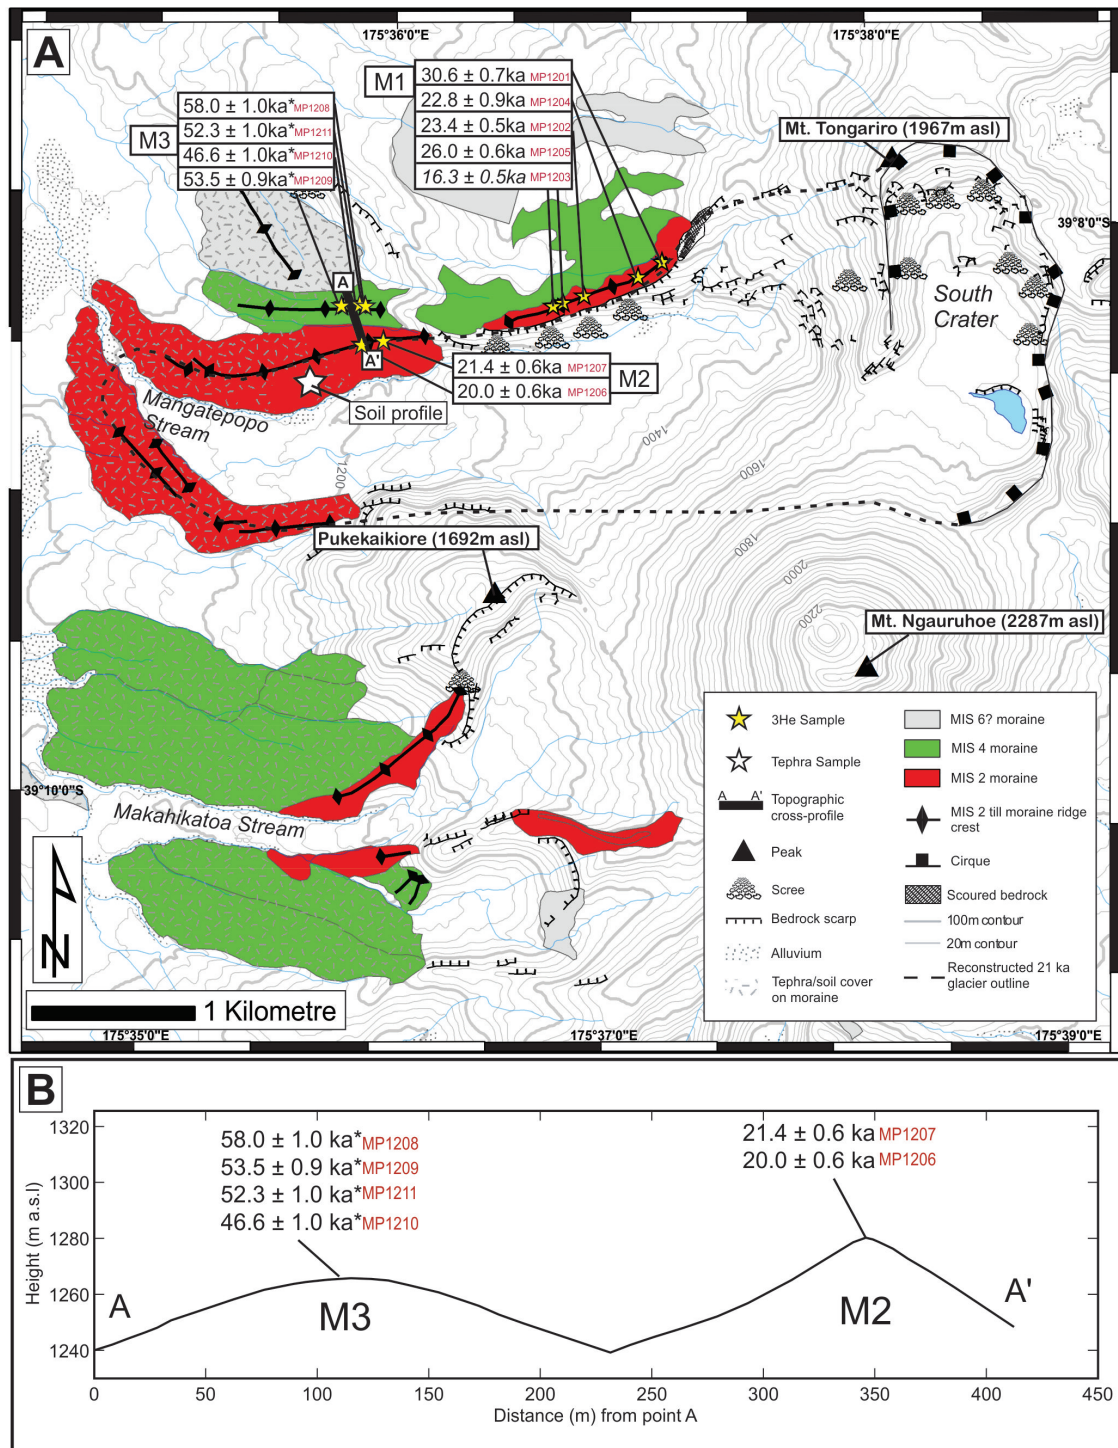 A
175°36'0"E
175°38'0"E
M1
30.6 ± 0.7ka MP1201
22.8 ± 0.9ka MP1204
23.4 ± 0.5ka MP1202
26.0 ± 0.6ka MP1205
16.3 ± 0.5ka MP1203
M3
58.0 ± 1.0ka* MP1208
52.3 ± 1.0ka* MP1211
46.6 ± 1.0ka* MP1210
53.5 ± 0.9ka* MP1209
Mt. Tongariro (1967m asl)
39°8'0"S
South
Crater
A
A'
21.4 ± 0.6ka MP1207
20.0 ± 0.6ka MP1206
M2
Soil profile
Mangatepopo
Stream
1200
1400
1600
1800
2000
2200
Pukekaikiore (1692m asl)
Mt. Ngauruhoe (2287m asl)
39°10'0"S
Makahikatoa Stream
N
1 Kilometre
175°35'0"E
175°37'0"E
175°39'0"E
3He Sample
Tephra Sample
A A'
Topographic
cross-profile
Peak
Scree
Bedrock scarp
Alluvium
Tephra/soil cover
on moraine
MIS 6? moraine
MIS 4 moraine
MIS 2 moraine
MIS 2 till moraine ridge
crest
Cirque
Scoured bedrock
100m contour
20m contour
Reconstructed 21 ka
glacier outline
B
1320
1300
1280
1260
1240
Height (m a.s.l)
58.0 ± 1.0 ka* MP1208
53.5 ± 0.9 ka* MP1209
52.3 ± 1.0 ka* MP1211
46.6 ± 1.0 ka* MP1210
21.4 ± 0.6 ka MP1207
20.0 ± 0.6 ka MP1206
A
M3
M2
A'
0 50 100 150 200 250 300 350 400 450
Distance (m) from point A